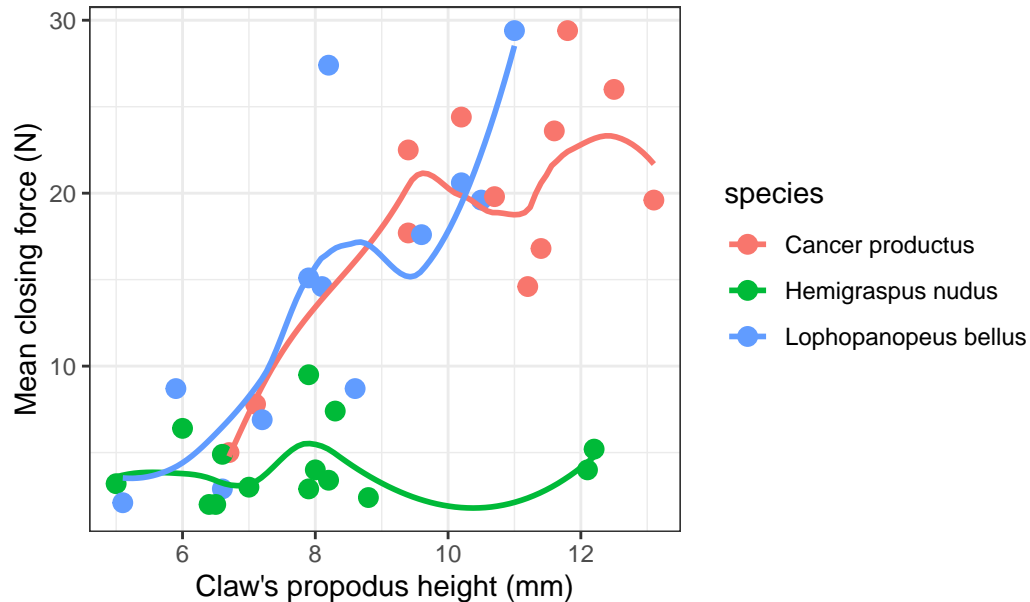 30
20
10
Mean closing force (N)
6 8 10 12
Claw's propodus height (mm)
species
Cancer productus
Hemigraspus nudus
Lophopanopeus bellus